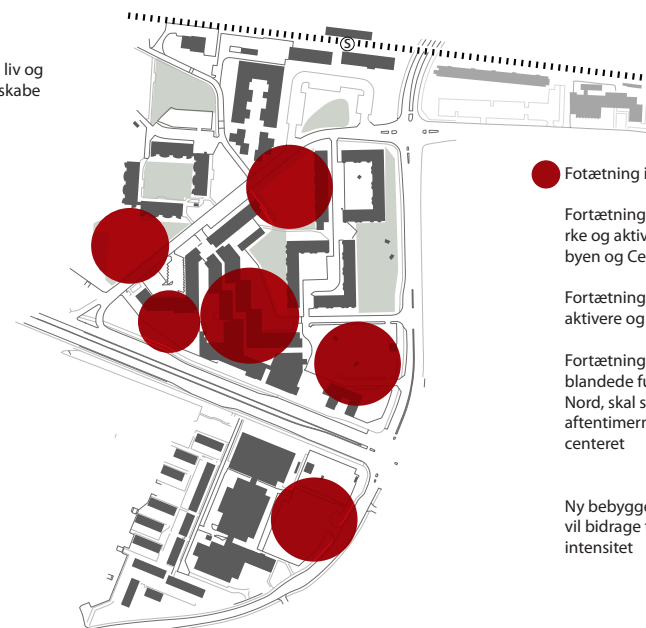 liv og
skabe
S
Fotætning i
Fortætning
rke og aktiv
byen og Ce
Fortætning
aktivere og
Fortætning
blandede fu
Nord, skal s
aftentimerr
centeret
Ny bebygge
vil bidrage
intensitet